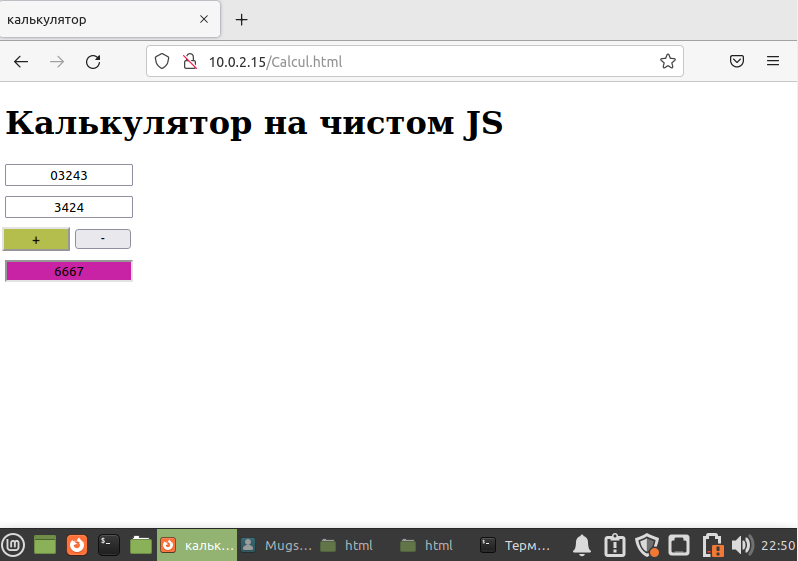 калькулятор
10.0.2.15/Calcul.html
Калькулятор на чистом JS
03243
3424
+ -
6667
кальк... Mugs... html html Терм... 22:50